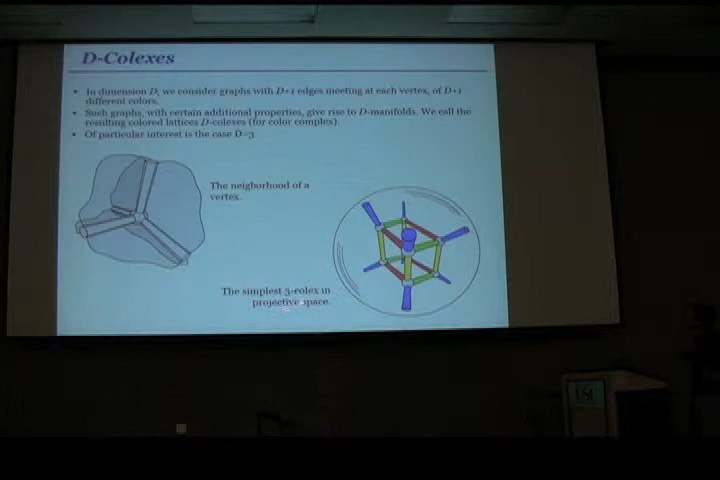 D-Colexes
• In dimension D, we consider graphs with D+1 edges meeting at each vertex, of D+1
different colors.
• Such graphs, with certain additional properties, give rise to D-manifolds. We call the
resulting colored lattices D-colexes (for color complex).
• Of particular interest is the case D=3
The neigborhood of a
vertex.
The simplest 3-colex in
projective space.